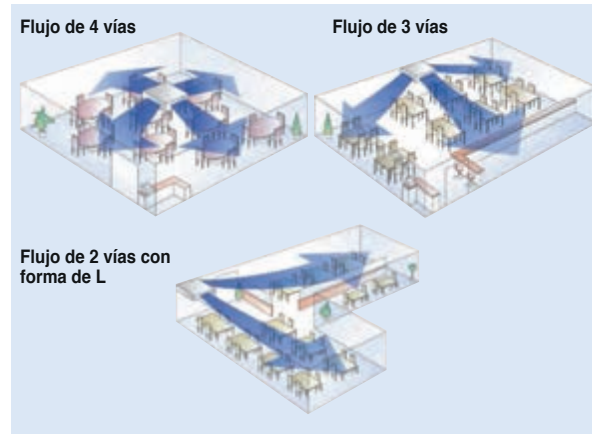 Flujo de 4 vías
Flujo de 3 vías
Flujo de 2 vías con
forma de L